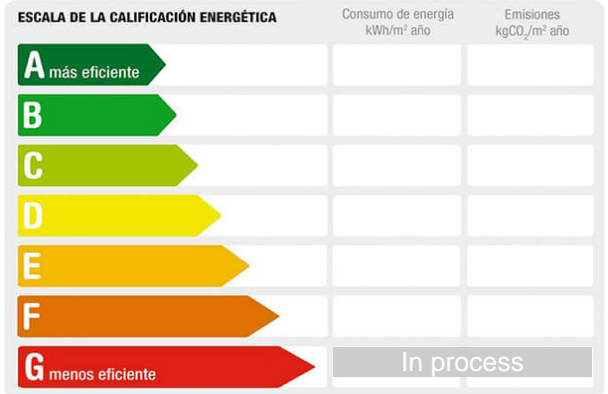 ESCALA DE LA CALIFICACIÓN ENERGÉTICA
Consumo de energía
kWh/m² año
Emisiones
kgCO₂/m² año
A más eficiente
B
C
D
E
F
G menos eficiente
In process